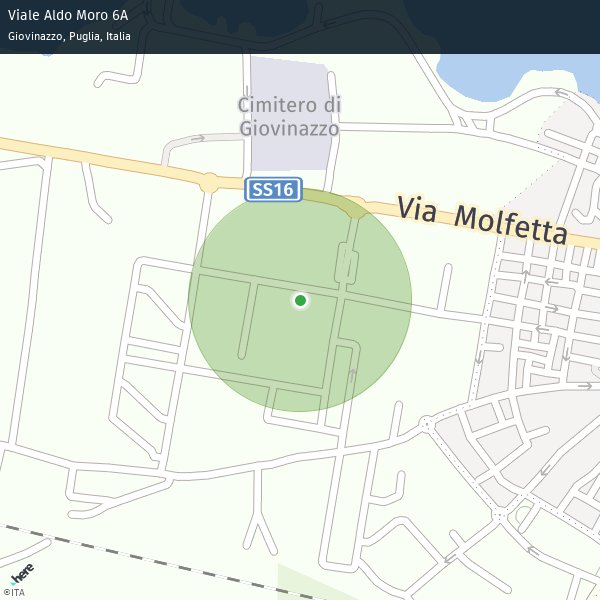 Viale Aldo Moro 6A
Giovinazzo, Puglia, Italia
Cimitero di
Giovinazzo
SS16
Via Molfetta
here
©ITA